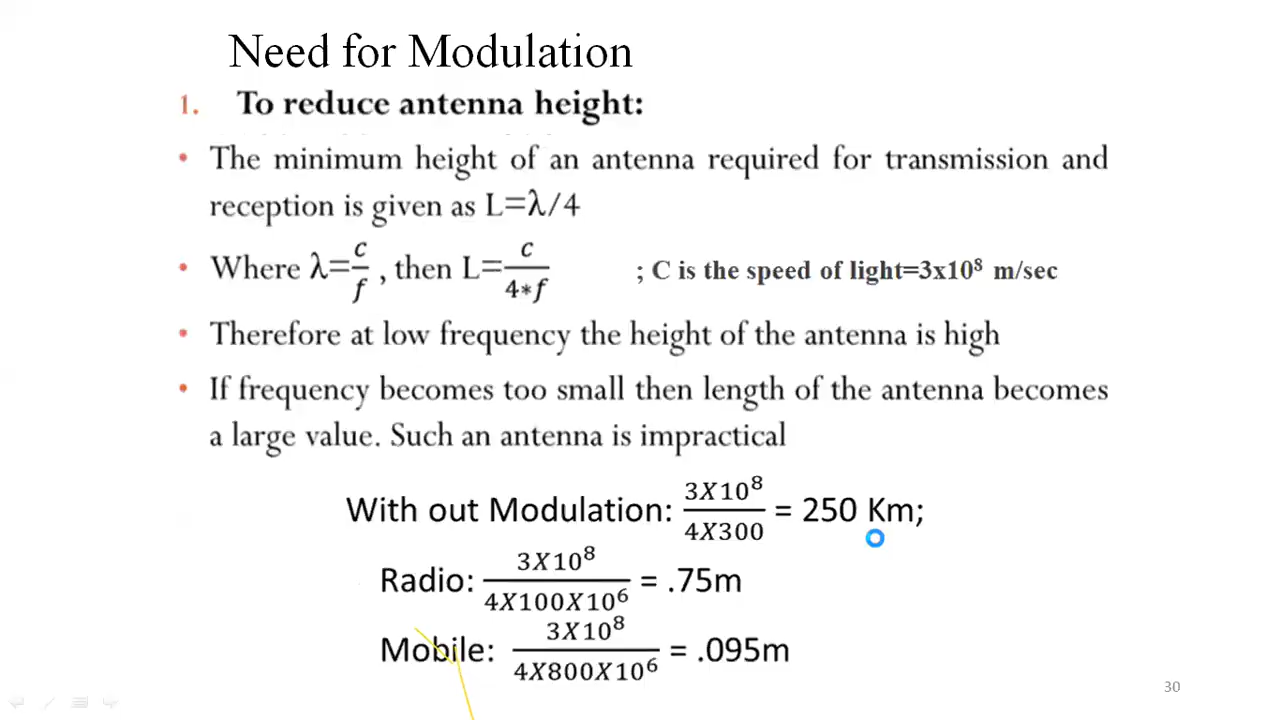 Need for Modulation
1. To reduce antenna height:
• The minimum height of an antenna required for transmission and
reception is given as L=λ/4
• Where λ=c/f , then L=c/(4*f) ; C is the speed of light=3x10⁸ m/sec
• Therefore at low frequency the height of the antenna is high
• If frequency becomes too small then length of the antenna becomes
a large value. Such an antenna is impractical
With out Modulation: 3X10⁸/4X300 = 250 Km;
Radio: 3X10⁸/4X100X10⁶ = .75m
Mobile: 3X10⁸/4X800X10⁶ = .095m
30